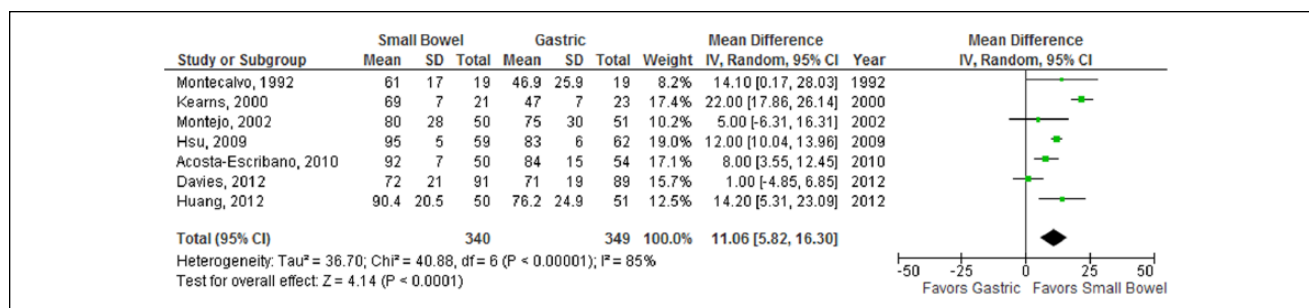 Small Bowel Gastric Mean Difference Mean Difference
Study or Subgroup Mean SD Total Mean SD Total Weight IV, Random, 95% CI Year IV, Random, 95% CI
Montecalvo, 1992 61 17 19 46.9 25.9 19 8.2% 14.10 [0.17, 28.03] 1992
Kearns, 2000 69 7 21 47 7 23 17.4% 22.00 [17.86, 26.14] 2000
Montejo, 2002 80 28 50 75 30 51 10.2% 5.00 [-6.31, 16.31] 2002
Hsu, 2009 95 5 59 83 6 62 19.0% 12.00 [10.04, 13.96] 2009
Acosta-Escribano, 2010 92 7 50 84 15 54 17.1% 8.00 [3.55, 12.45] 2010
Davies, 2012 72 21 91 71 19 89 15.7% 1.00 [-4.85, 6.85] 2012
Huang, 2012 90.4 20.5 50 76.2 24.9 51 12.5% 14.20 [5.31, 23.09] 2012
Total (95% CI) 340 349 100.0% 11.06 [5.82, 16.30]
Heterogeneity: Tau² = 36.70; Chi² = 40.88, df = 6 (P < 0.00001); I² = 85%
Test for overall effect: Z = 4.14 (P < 0.0001)
-50 -25 0 25 50
Favors Gastric Favors Small Bowel